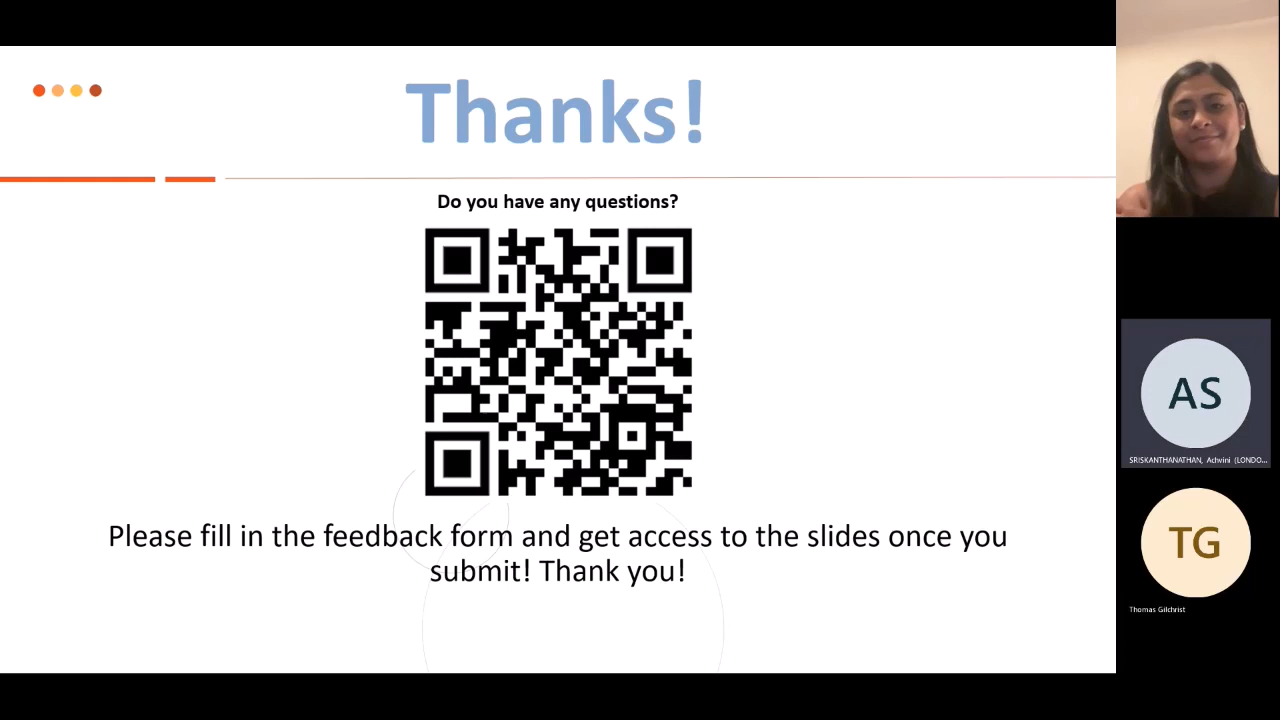 Thanks!
Do you have any questions?
Please fill in the feedback form and get access to the slides once you
submit! Thank you!
AS
SRISKANTHANATHAN, Achvini (LONDO...
TG
Thomas Gilchrist